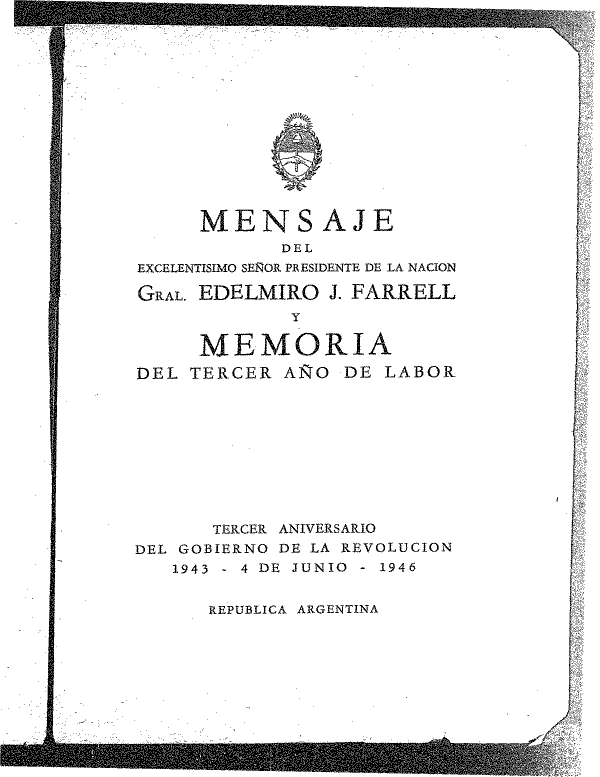 MENSAJE
DEL
EXCELENTISIMO SEÑOR PRESIDENTE DE LA NACION
GRAL. EDELMIRO J. FARRELL
Y
MEMORIA
DEL TERCER AÑO DE LABOR
TERCER ANIVERSARIO
DEL GOBIERNO DE LA REVOLUCION
1943 - 4 DE JUNIO - 1946
REPUBLICA ARGENTINA